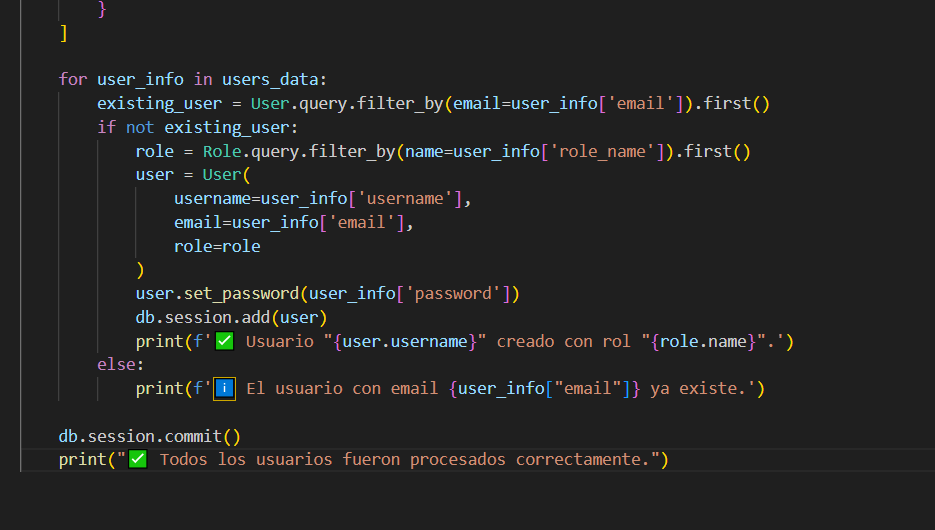 }
]

for user_info in users_data:
    existing_user = User.query.filter_by(email=user_info['email']).first()
    if not existing_user:
        role = Role.query.filter_by(name=user_info['role_name']).first()
        user = User(
            username=user_info['username'],
            email=user_info['email'],
            role=role
        )
        user.set_password(user_info['password'])
        db.session.add(user)
        print(f'✅ Usuario "{user.username}" creado con rol "{role.name}".')
    else:
        print(f'ℹ️ El usuario con email {user_info["email"]} ya existe.')

db.session.commit()
print("✅ Todos los usuarios fueron procesados correctamente.")